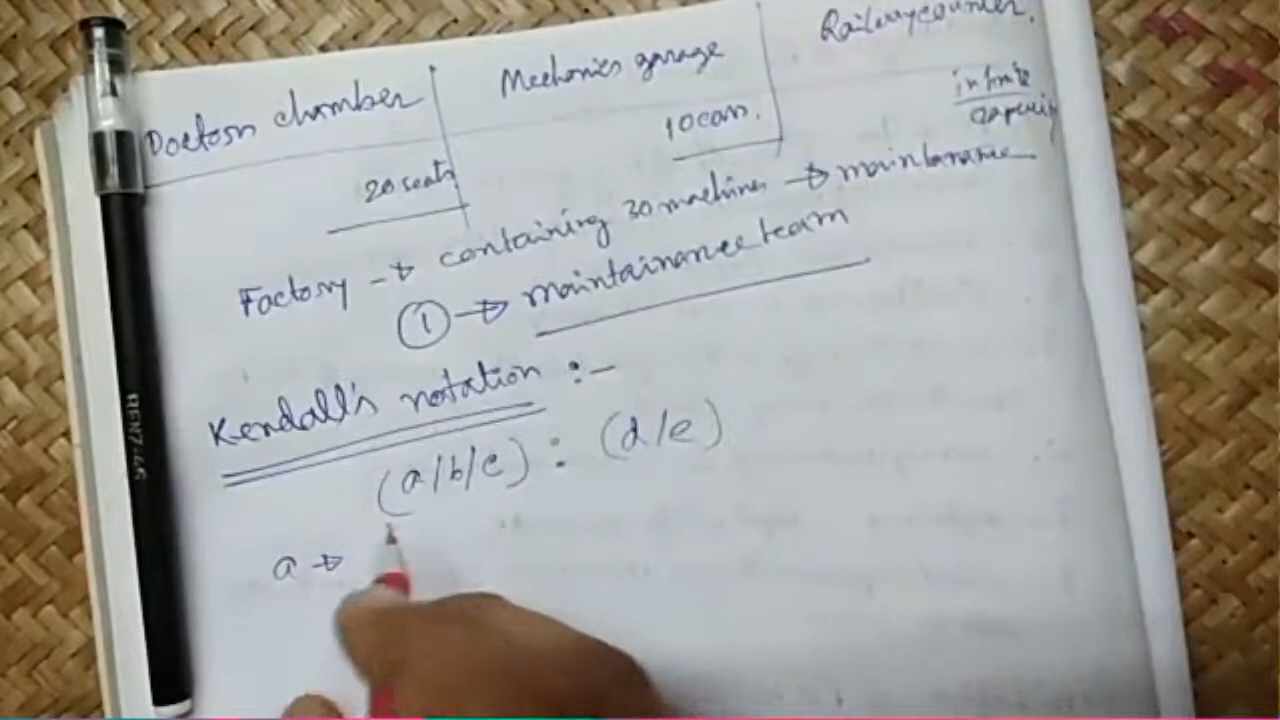 Doctors chamber
20 seats
Mechanics garage
10 cars.
Railway counter.
infinite
capacity
Factory → containing 30 machines → maintanance
① → maintainance team
Kendall's notation :-
(a/b/c) : (d/e)
a →